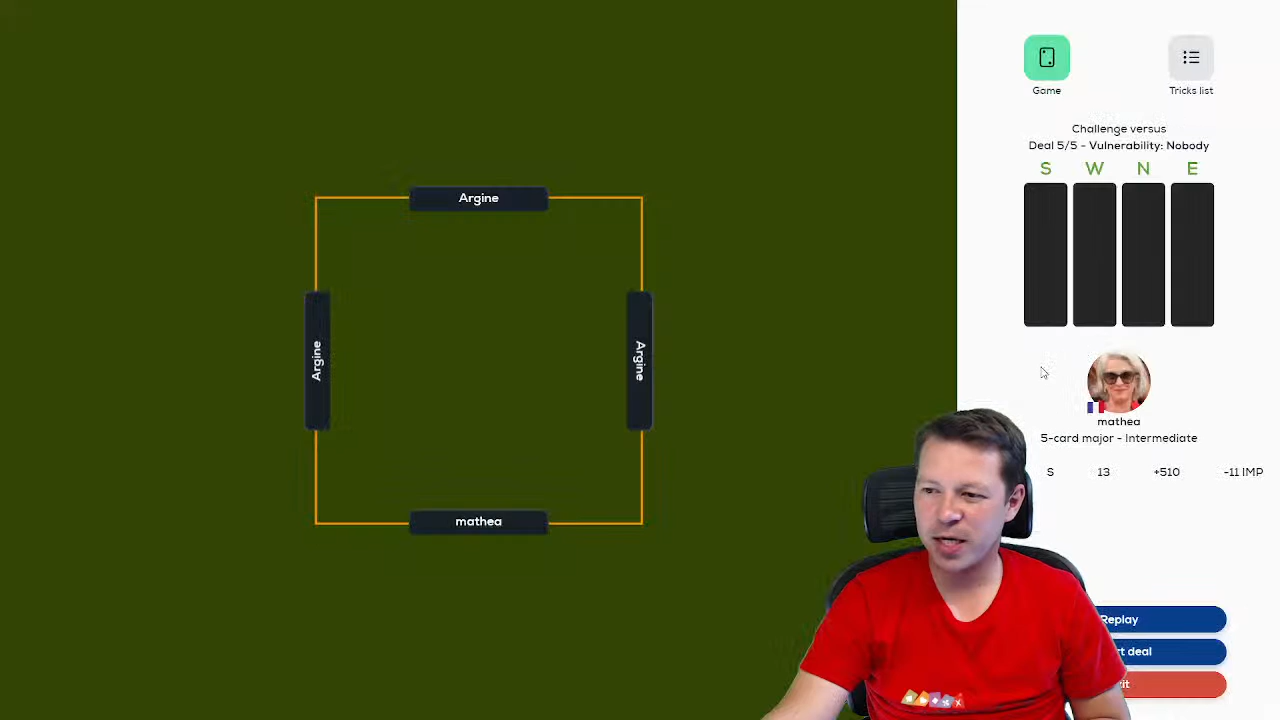 Game
Tricks list
Challenge versus
Deal 5/5 - Vulnerability: Nobody
S W N E
Argine
Argine
Argine
mathea
mathea
5-card major - Intermediate
S 13 +510 -11 IMP
Replay
deal